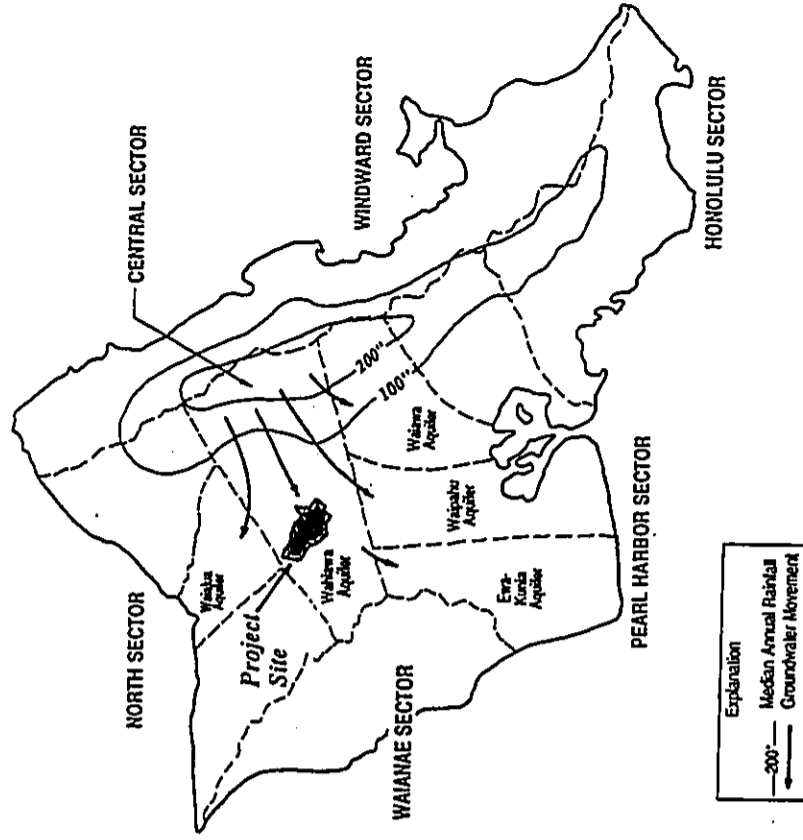 NORTH SECTOR
CENTRAL SECTOR
WINDWARD SECTOR
HONOLULU SECTOR
PEARL HARBOR SECTOR
WAIANAE SECTOR
Project
Site
Waialua
Aquifer
Wahiawa
Aquifer
Ewa-
Kunia
Aquifer
Waipahu
Aquifer
Waiawa
Aquifer
200"
100"
Explanation
200" Median Annual Rainfall
Groundwater Movement